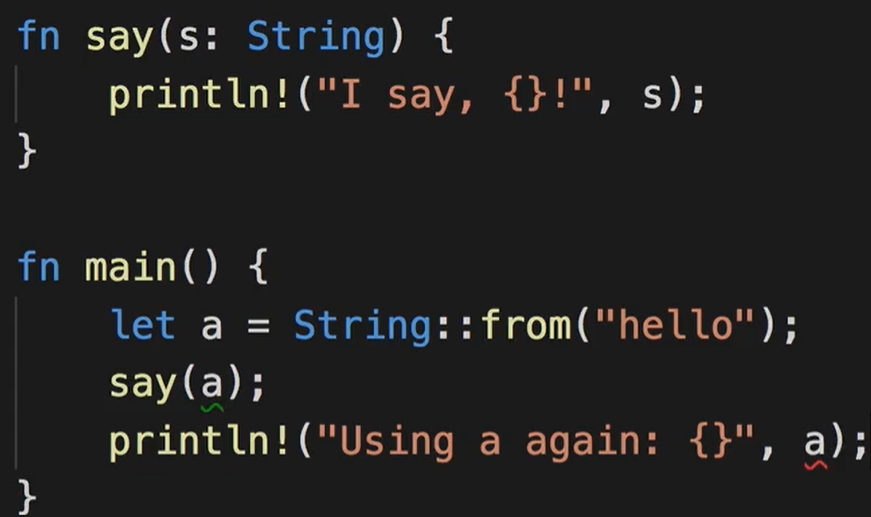 fn say(s: String) {
    println!("I say, {}!", s);
}
fn main() {
    let a = String::from("hello");
    say(a);
    println!("Using a again: {}", a);
}